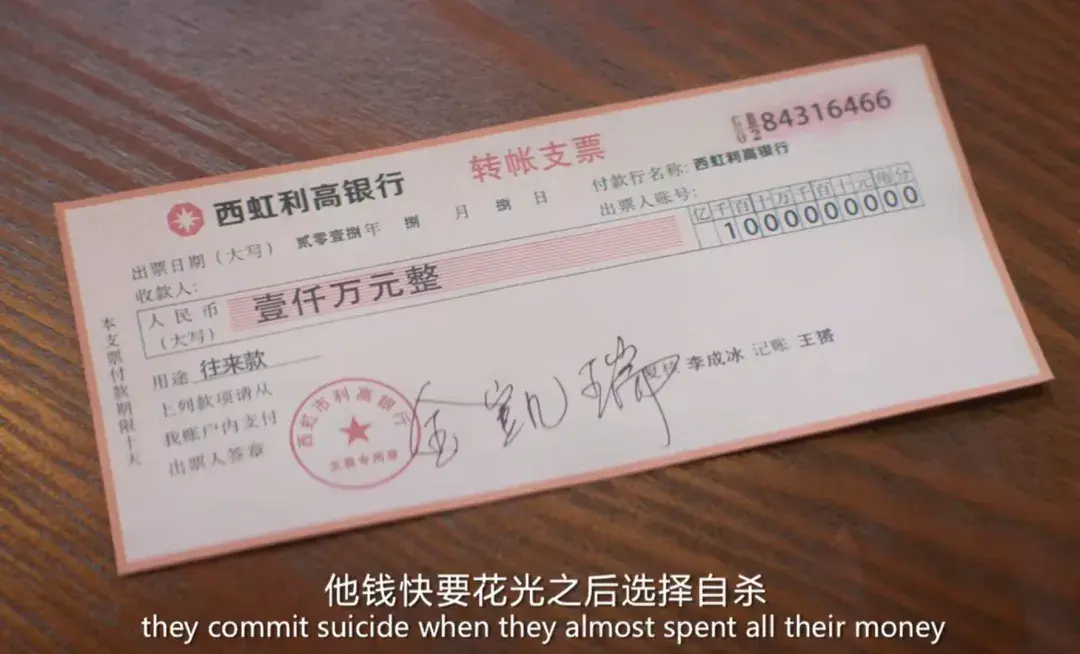 西虹利高银行
转帐支票
84316466
出票日期（大写） 贰零壹捌年 捌 月 捌 日
付款行名称: 西虹利高银行
收款人:
出票人账号:
人民币
（大写）
壹仟万元整
亿千百十万千百十元角分
1000000000
本支票付款期限十天
用途 往来款
上列款项请从
我账户内支付
出票人签章
西虹市利高银行
金凯瑞
复核 李成冰 记账
他钱快要花光之后选择自杀
they commit suicide when they almost spent all their money